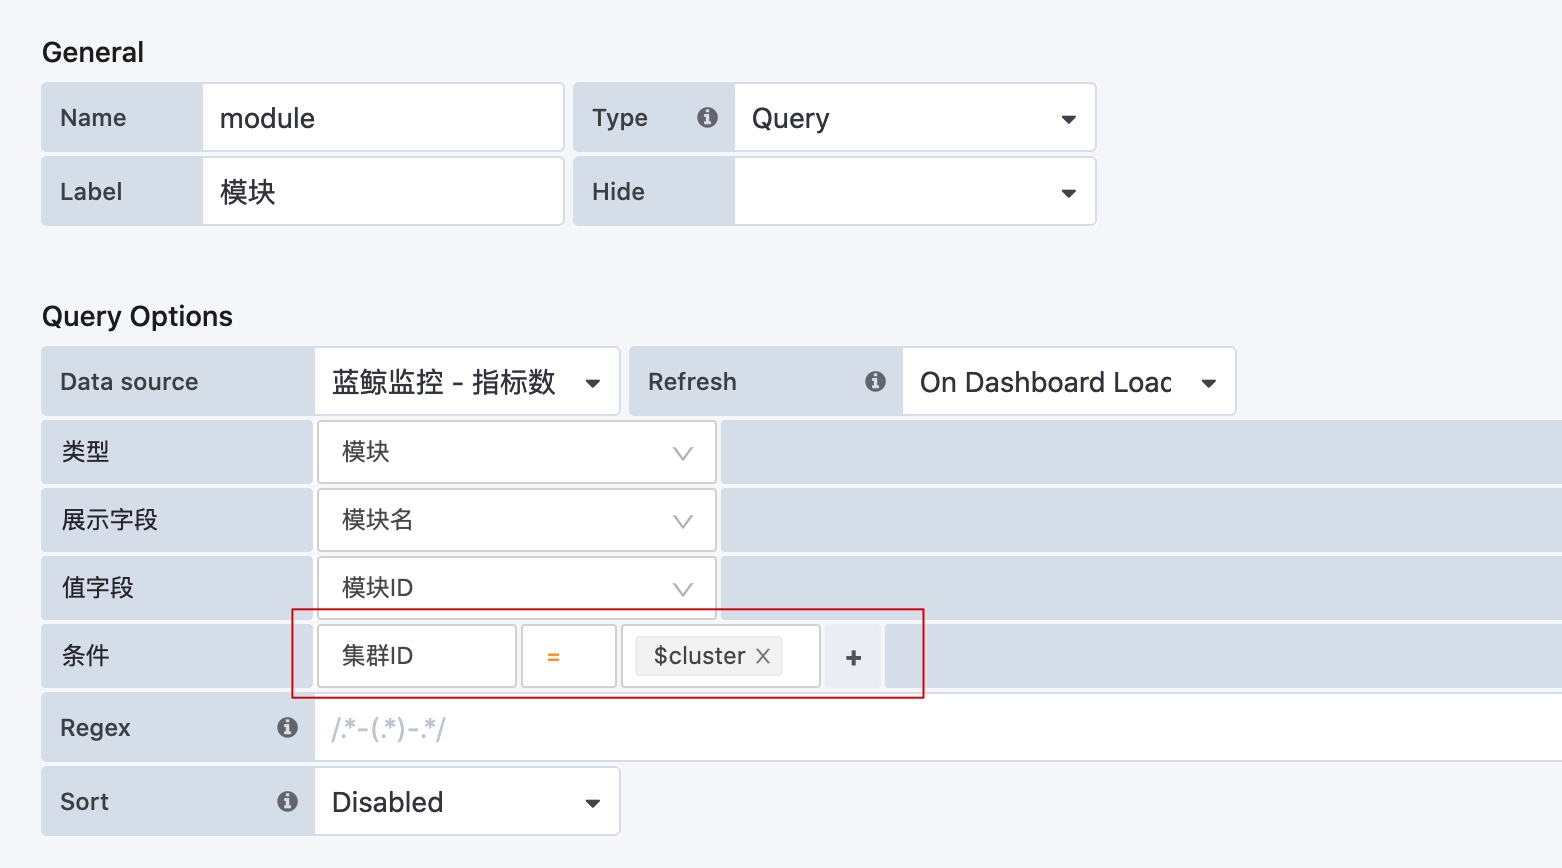 General
Name module Type Query
Label 模块 Hide
Query Options
Data source 蓝鲸监控 - 指标数 Refresh On Dashboard Loac
类型 模块
展示字段 模块名
值字段 模块ID
条件 集群ID = $cluster X +
Regex /.*-(.*)-.*/
Sort Disabled